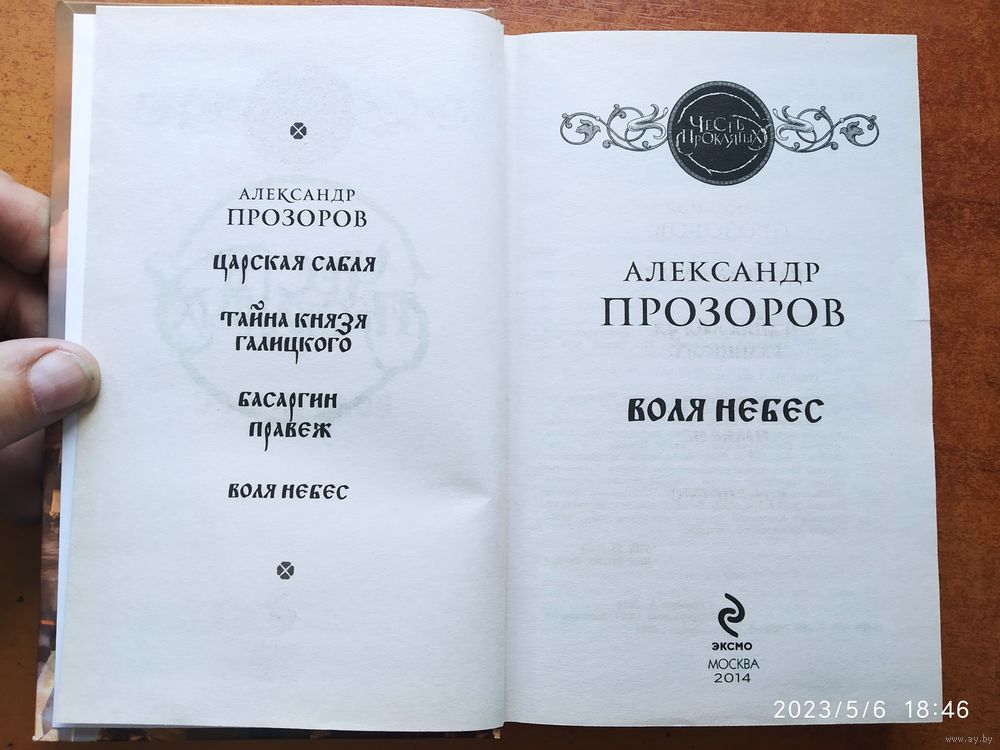 АЛЕКСАНДР
ПРОЗОРОВ
ЦАРСКАЯ САБЛЯ
ТАЙНА КНЯЗЯ
ГАЛИЦКОГО
БАСАРГИН
ПРАВЕЖ
ВОЛЯ НЕБЕС
ЧЕСТЬ
ПРОКЛЯТЫХ
АЛЕКСАНДР
ПРОЗОРОВ
ВОЛЯ НЕБЕС
ЭКСМО
МОСКВА
2014
2023/5/6 18:46
www.ay.by